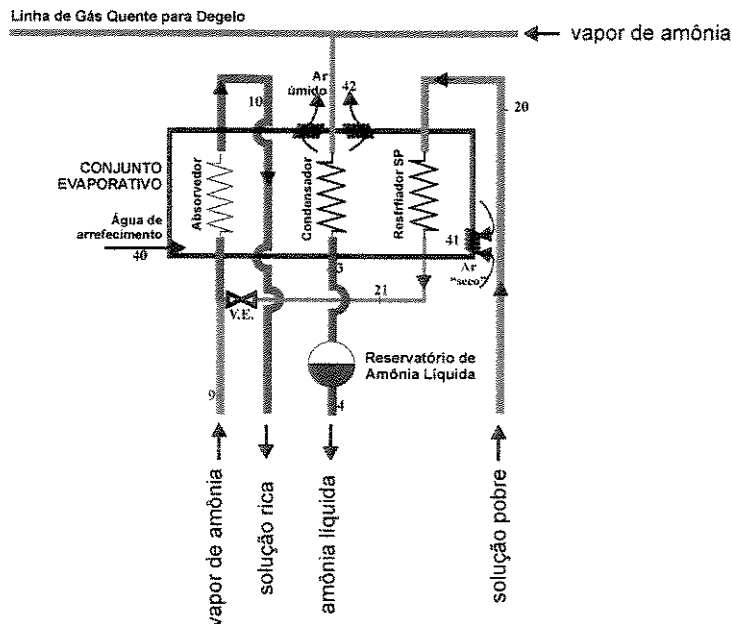 Linha de Gás Quente para Degelo
vapor de amônia
Ar
úmido
42
10
20
CONJUNTO
EVAPORATIVO
Absorvedor
Condensador
Resfrfiador SP
Água de
arrefecimento
40
41
Ar
"seco"
3
21
V.E.
Reservatório de
Amônia Líquida
9
4
vapor de amônia
solução rica
amônia líquida
solução pobre